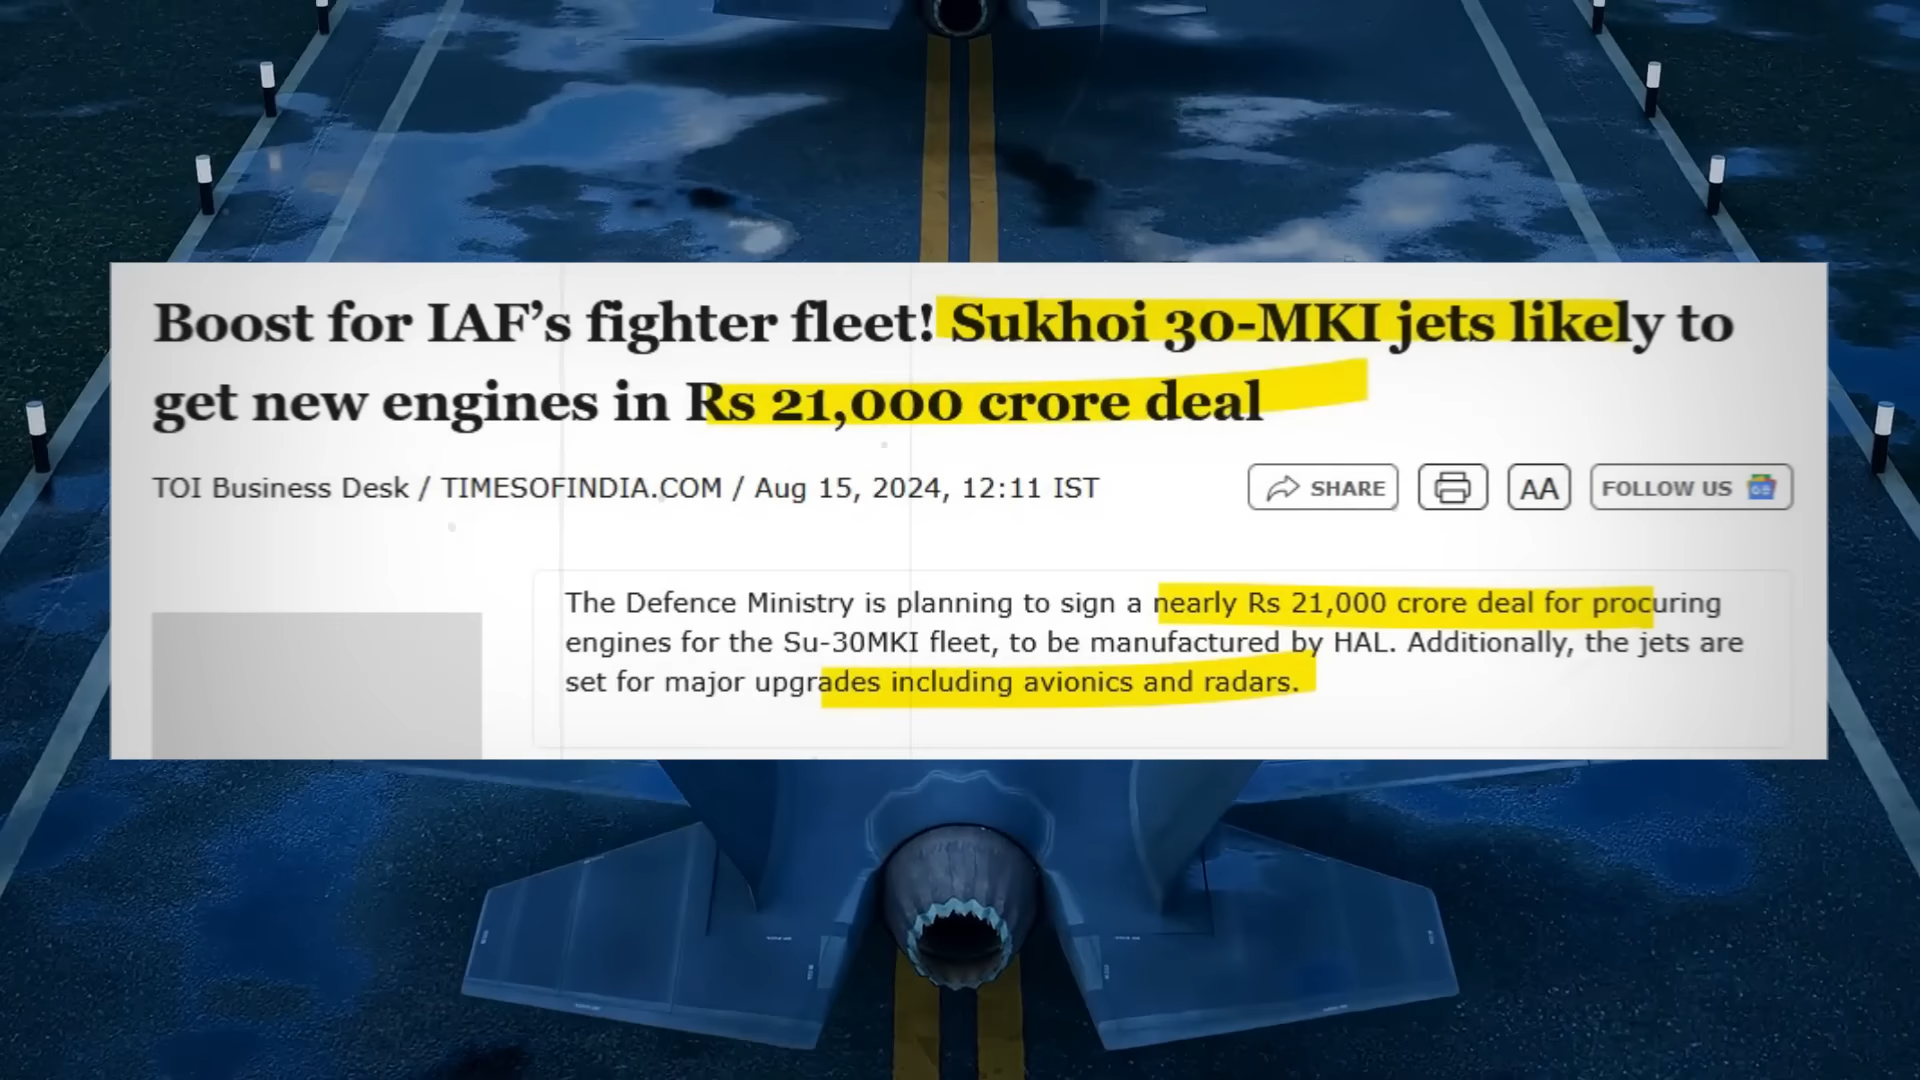 Boost for IAF’s fighter fleet! Sukhoi 30-MKI jets likely to
get new engines in Rs 21,000 crore deal
TOI Business Desk / TIMESOFINDIA.COM / Aug 15, 2024, 12:11 IST
SHARE
AA
FOLLOW US
The Defence Ministry is planning to sign a nearly Rs 21,000 crore deal for procuring
engines for the Su-30MKI fleet, to be manufactured by HAL. Additionally, the jets are
set for major upgrades including avionics and radars.